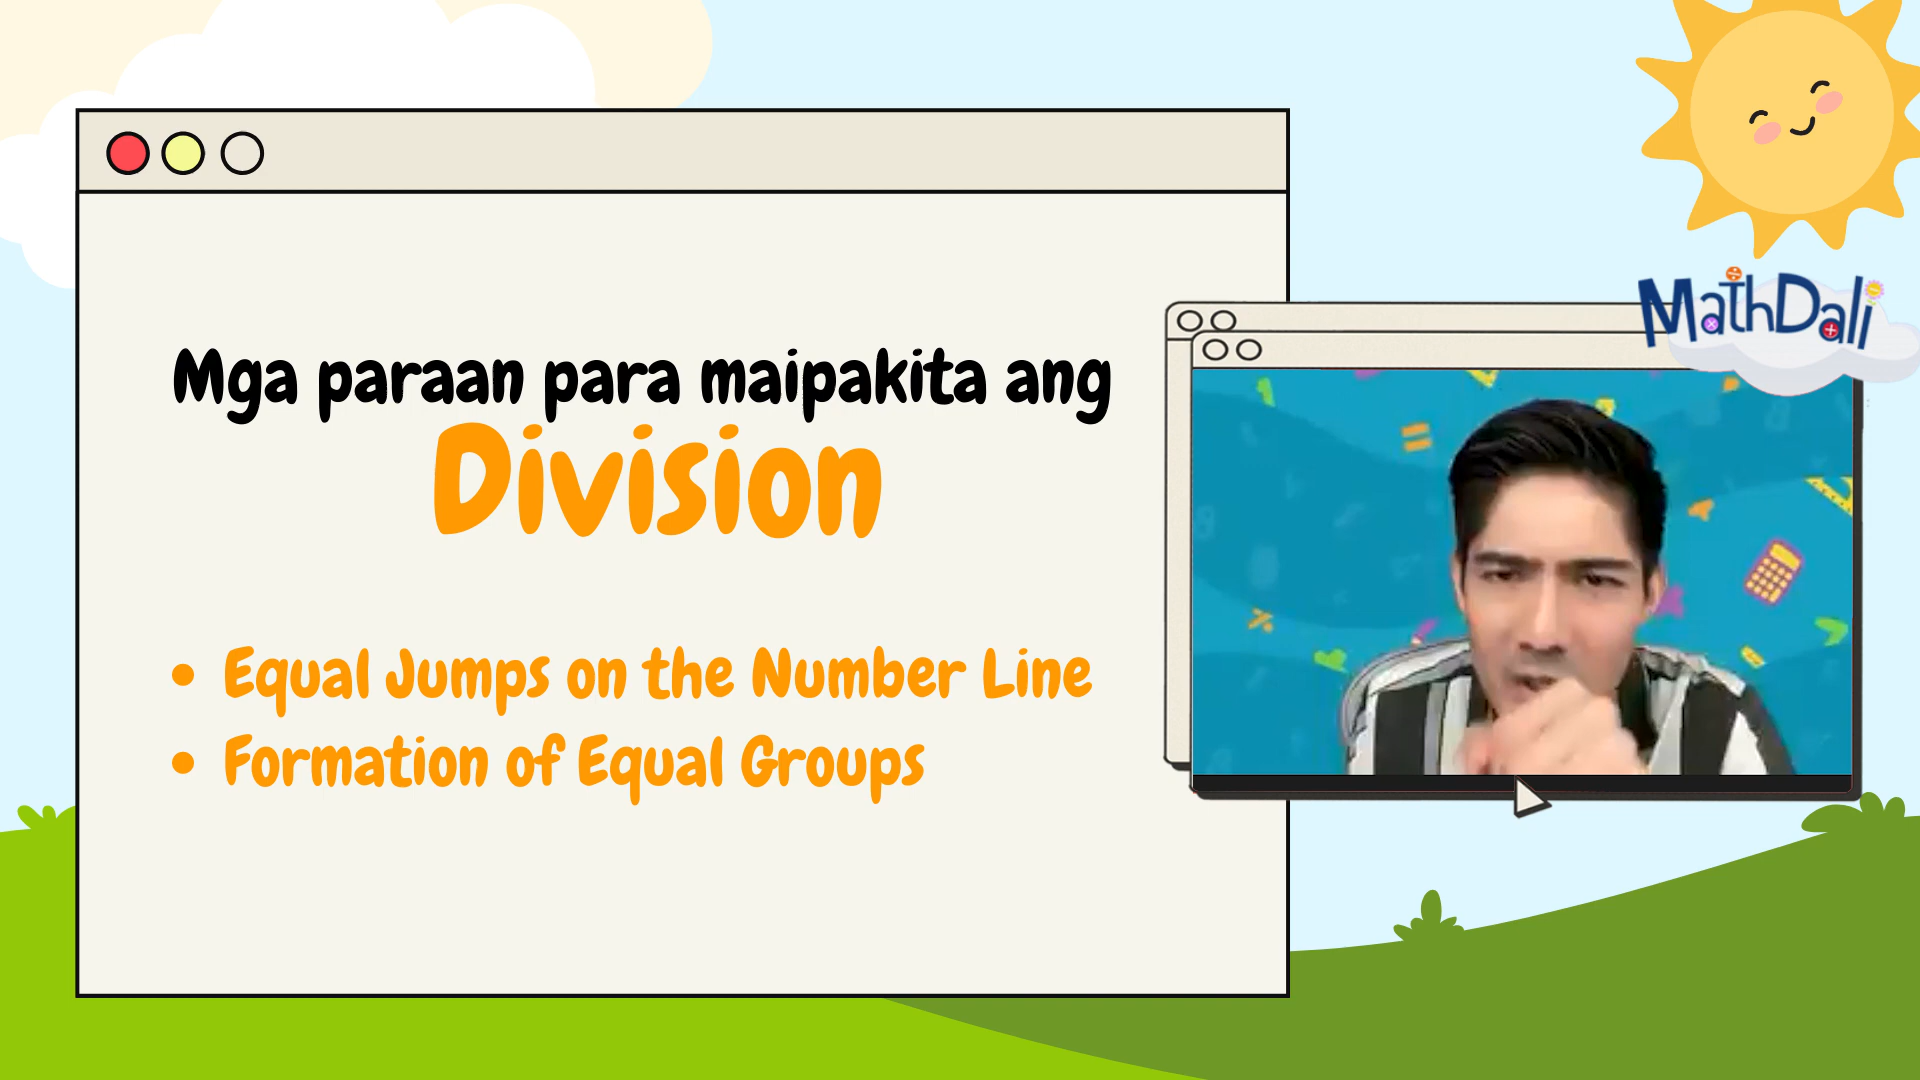 Mga paraan para maipakita ang
Division
• Equal Jumps on the Number Line
• Formation of Equal Groups
MathDali